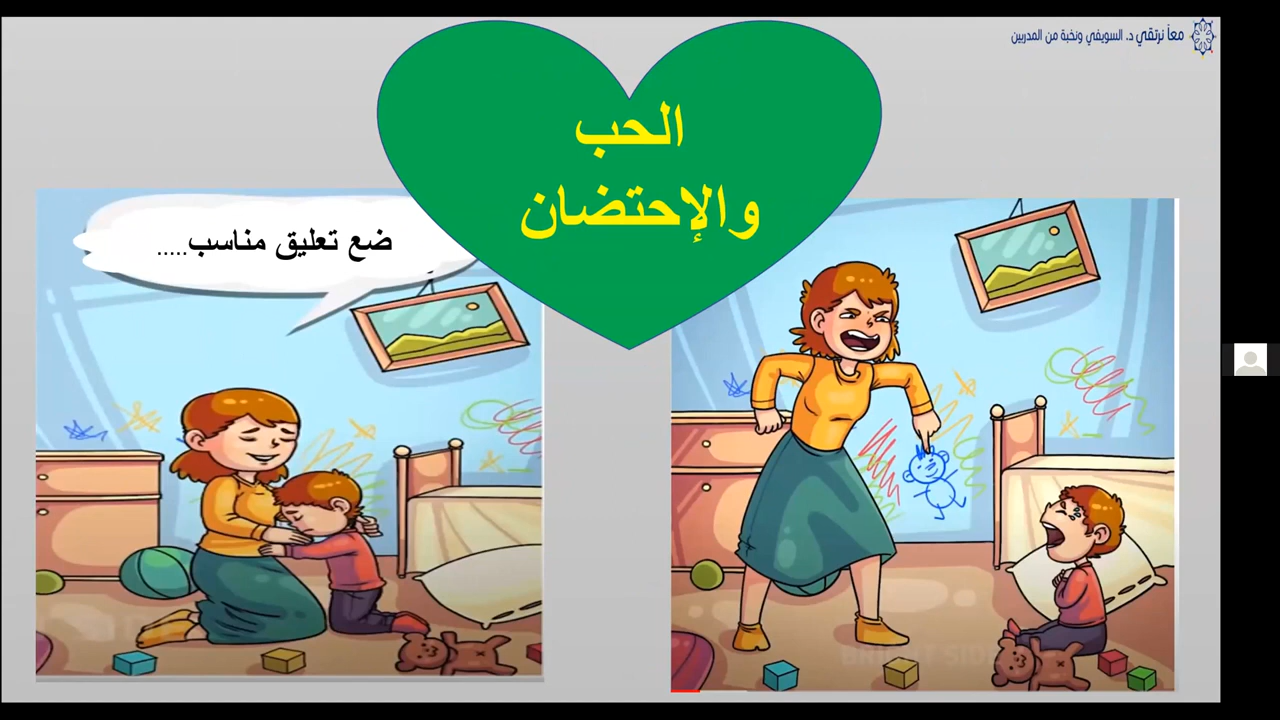 معاً نرتقي د. السويفي ونخبة من المدربين
الحب
والإحتضان
ضع تعليق مناسب.....